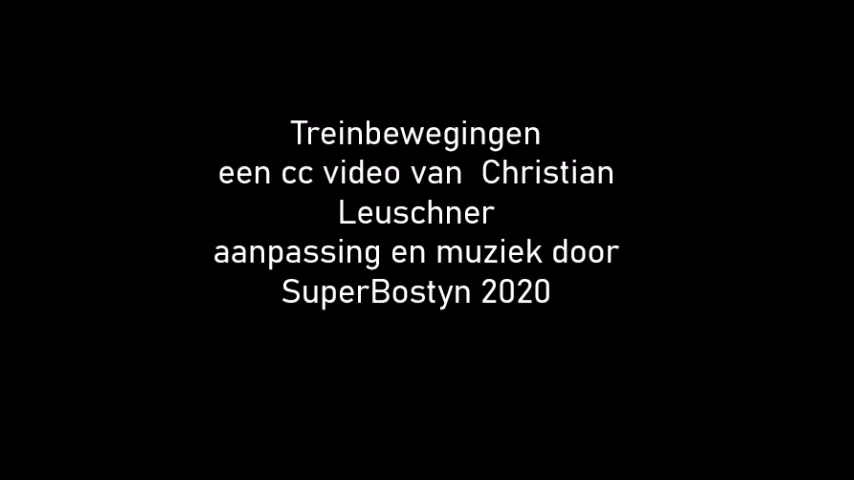 Treinbewegingen
een cc video van  Christian
Leuschner
aanpassing en muziek door
SuperBostyn 2020